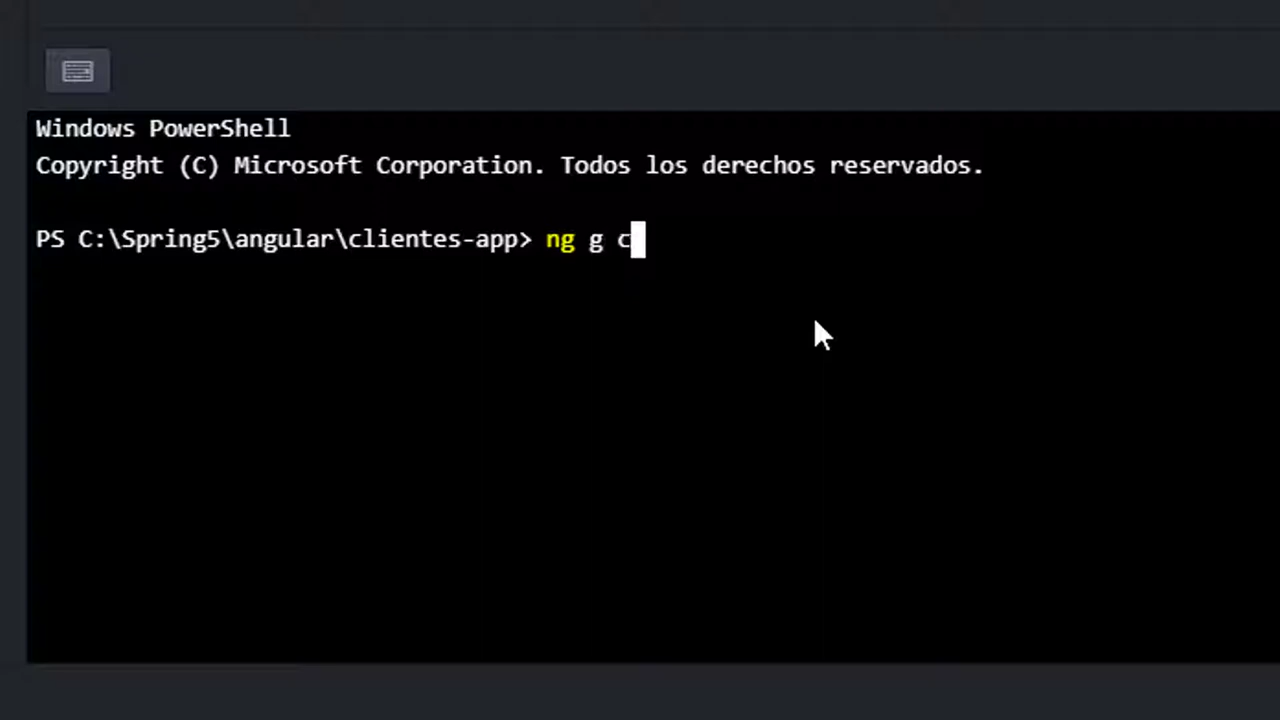 Windows PowerShell
Copyright (C) Microsoft Corporation. Todos los derechos reservados.
PS C:\Spring5\angular\clientes-app> ng g c